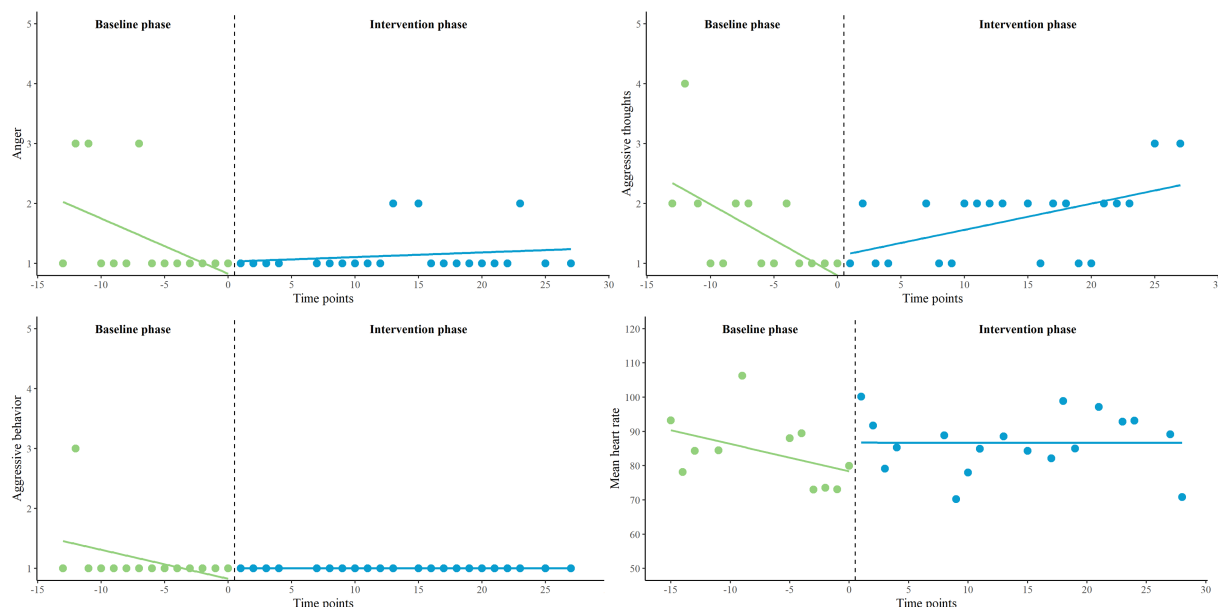 Baseline phase Intervention phase
5
4
3
2
1
Anger
-15 -10 -5 0 5 10 15 20 25 30
Time points
Baseline phase Intervention phase
5
4
3
2
1
Aggressive thoughts
-15 -10 -5 0 5 10 15 20 25 3
Time points
Baseline phase Intervention phase
5
4
3
2
1
Aggressive behavior
-15 -10 -5 0 5 10 15 20 25
Time points
Baseline phase Intervention phase
120
110
100
90
80
70
60
50
Mean heart rate
-15 -10 -5 0 5 10 15 20 25 30
Time points